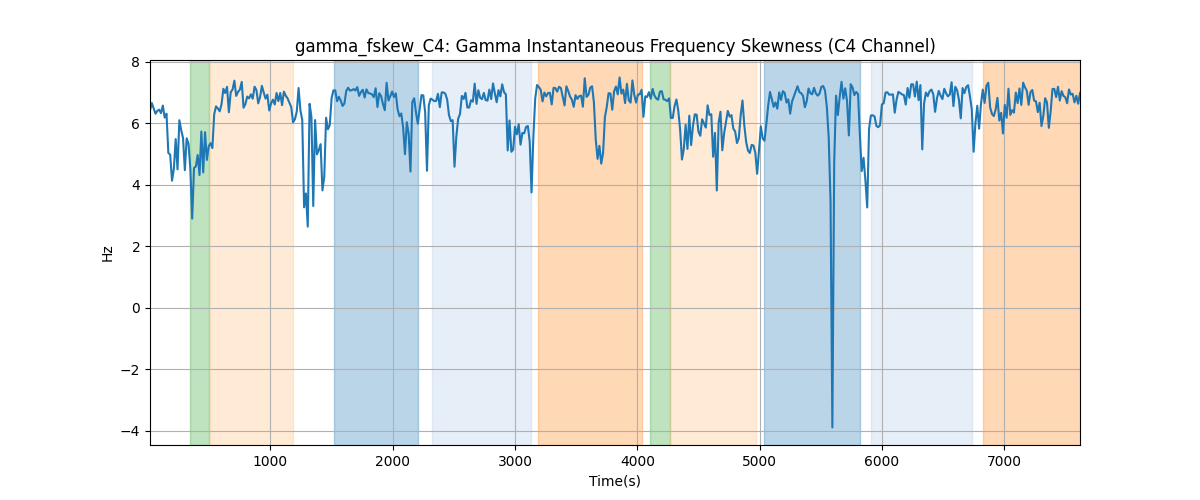 gamma_fskew_C4: Gamma Instantaneous Frequency Skewness (C4 Channel)
8
6
4
2
0
−2
−4
Hz
1000 2000 3000 4000 5000 6000 7000
Time(s)